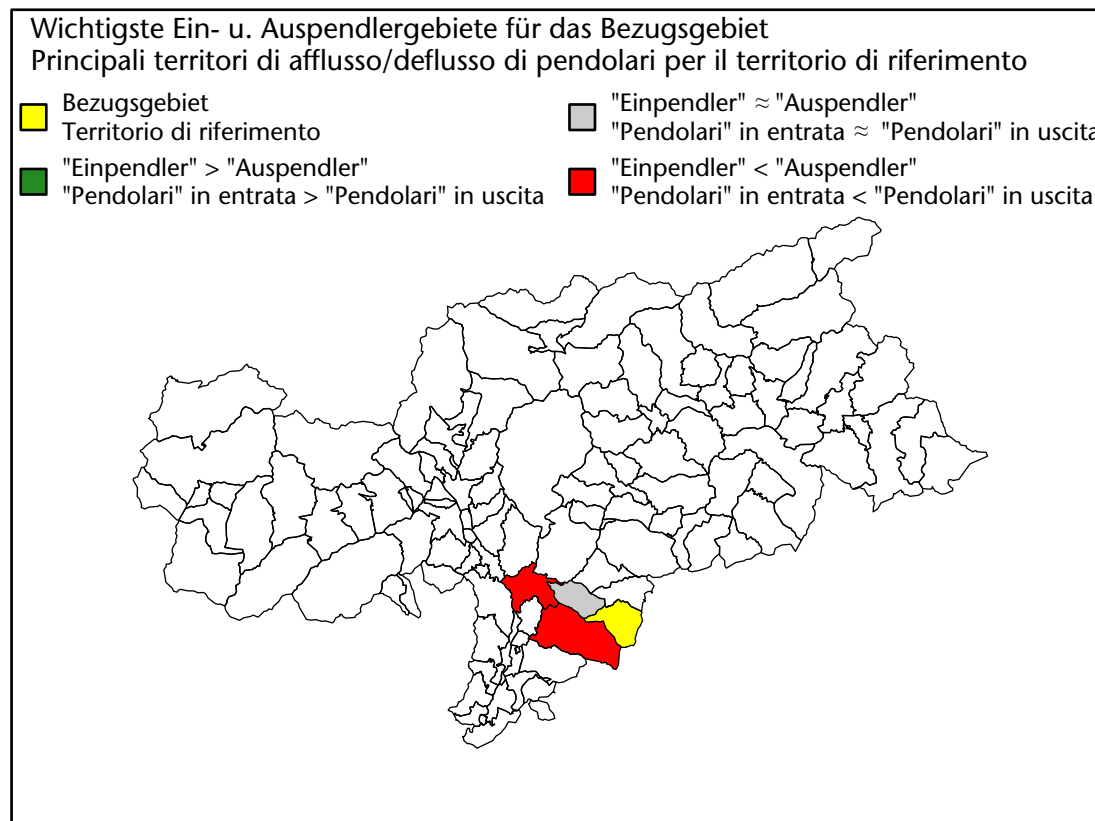 Wichtigste Ein- u. Auspendlergebiete für das Bezugsgebiet
Principali territori di afflusso/deflusso di pendolari per il territorio di riferimento
Bezugsgebiet
Territorio di riferimento
"Einpendler" > "Auspendler"
"Pendolari" in entrata > "Pendolari" in uscita
"Einpendler" ≈ "Auspendler"
"Pendolari" in entrata ≈ "Pendolari" in uscita
"Einpendler" < "Auspendler"
"Pendolari" in entrata < "Pendolari" in uscita